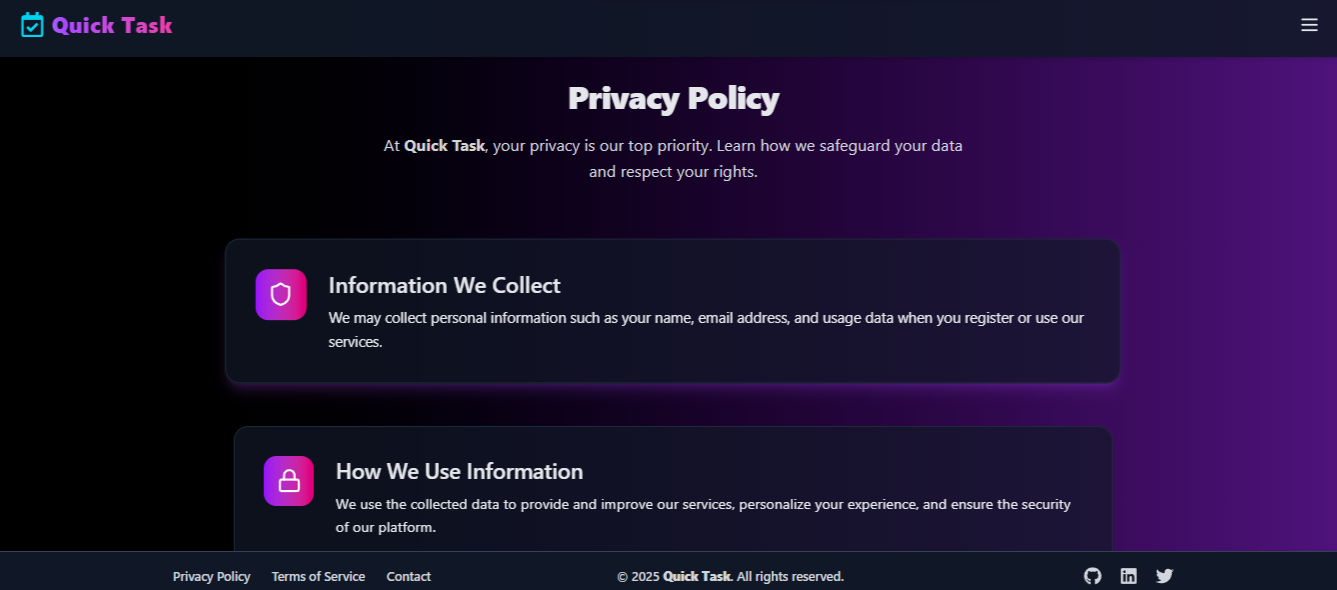 Quick Task
Privacy Policy
At Quick Task, your privacy is our top priority. Learn how we safeguard your data
and respect your rights.
Information We Collect
We may collect personal information such as your name, email address, and usage data when you register or use our
services.
How We Use Information
We use the collected data to provide and improve our services, personalize your experience, and ensure the security
of our platform.
Privacy Policy Terms of Service Contact © 2025 Quick Task. All rights reserved.